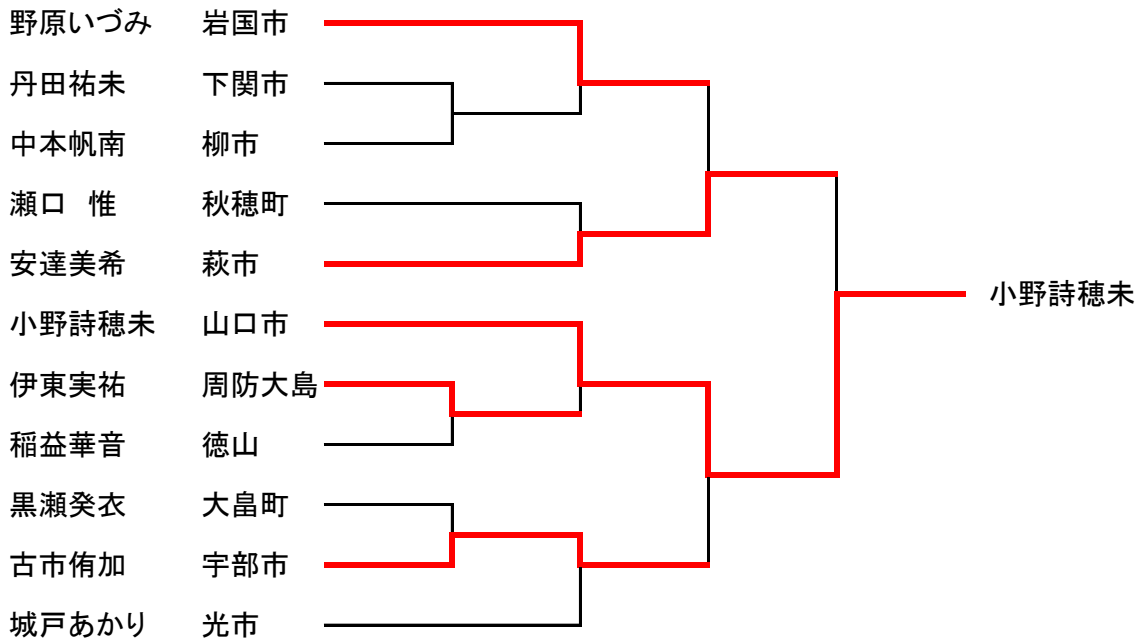 野原いづみ 岩国市
丹田祐未 下関市
中本帆南 柳市
瀬口 惟 秋穂町
安達美希 萩市
小野詩穂未
小野詩穂未 山口市
伊東実祐 周防大島
稲益華音 徳山
黒瀬発衣 大畠町
古市侑加 宇部市
城戸あかり 光市